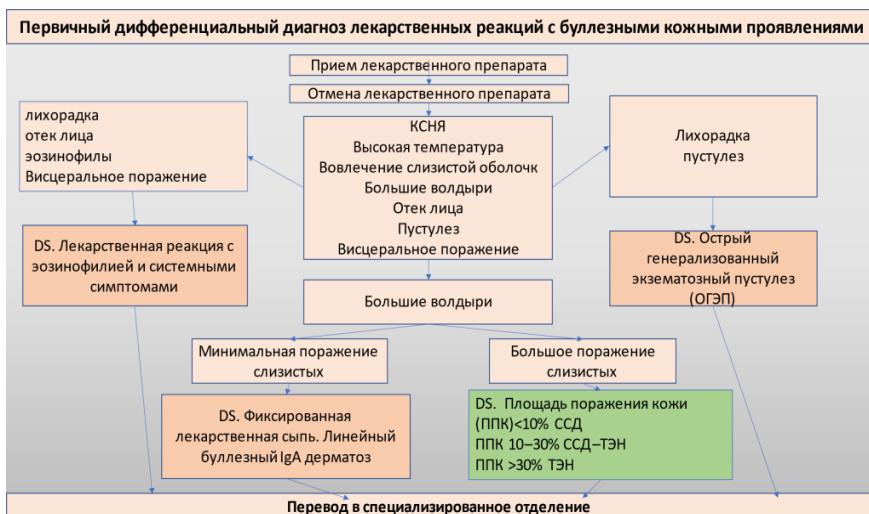 Первичный дифференциальный диагноз лекарственных реакций с буллезными кожными проявлениями
Прием лекарственного препарата
Отмена лекарственного препарата
лихорадка
отек лица
эозинофилы
Висцеральное поражение
КСНЯ
Высокая температура
Вовлечение слизистой оболочк
Большие волдыри
Отек лица
Пустулез
Висцеральное поражение
Лихорадка
пустулез
DS. Лекарственная реакция с
эозинофилией и системными
симптомами
DS. Острый
генерализованный
экзематозный пустулез
(ОГЭП)
Большие волдыри
Минимальная поражение
слизистых
Большое поражение
слизистых
DS. Фиксированная
лекарственная сыпь. Линейный
буллезный IgA дерматоз
DS. Площадь поражения кожи
(ППК)<10% ССД
ППК 10–30% ССД–ТЭН
ППК >30% ТЭН
Перевод в специализированное отделение